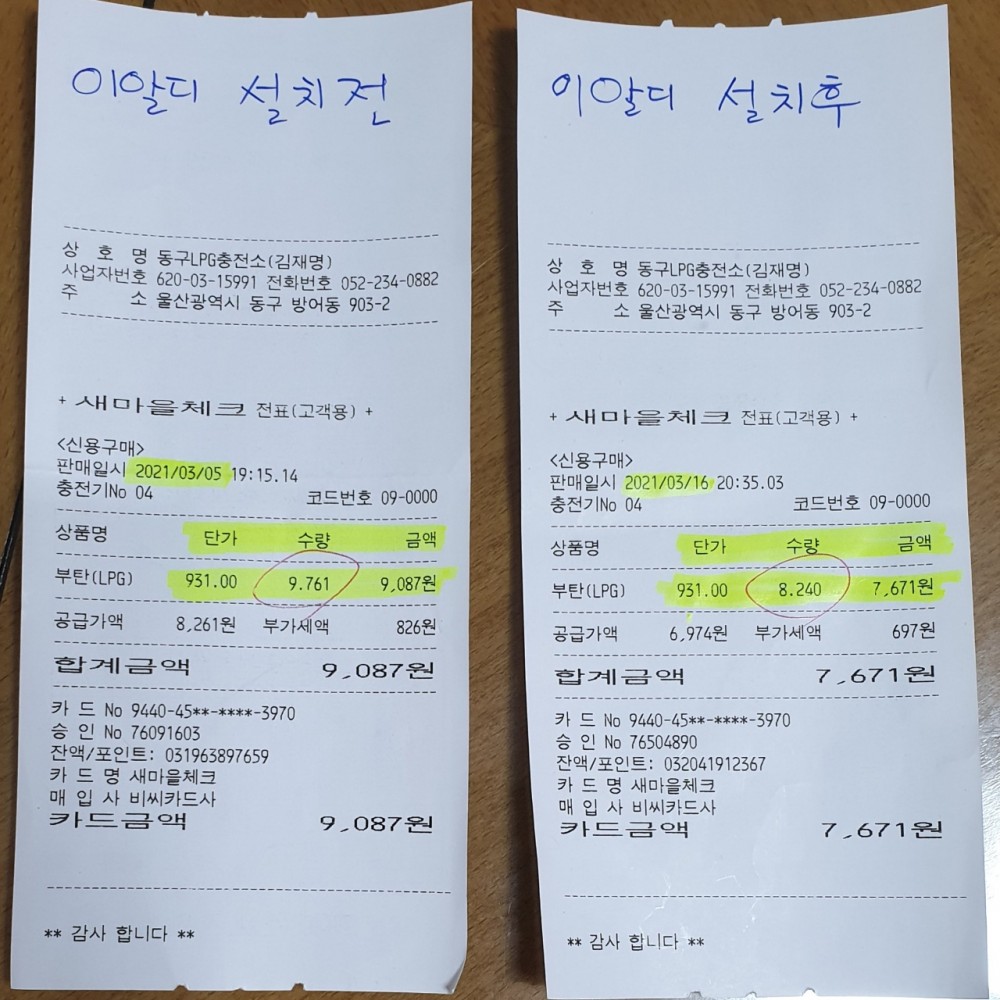 이알디 설치전
상 호 명 동구LPG충전소(김재명)
사업자번호 620-03-15991 전화번호 052-234-0882
주 소 울산광역시 동구 방어동 903-2
+ 새마을체크 전표(고객용) +
<신용구매>
판매일시 2021/03/05 19:15.14
충전기No 04 코드번호 09-0000
상품명 단가 수량 금액
부탄(LPG) 931.00 9.761 9,087원
공급가액 8,261원 부가세액 826원
합계금액 9,087원
카 드 No 9440-45**-****-3970
승 인 No 76091603
잔액/포인트: 031963897659
카 드 명 새마을체크
매 입 사 비씨카드사
카드금액 9,087원
** 감사 합니다 **
이알디 설치후
상 호 명 동구LPG충전소(김재명)
사업자번호 620-03-15991 전화번호 052-234-0882
주 소 울산광역시 동구 방어동 903-2
+ 새마을체크 전표(고객용) +
<신용구매>
판매일시 2021/03/16 20:35.03
충전기No 04 코드번호 09-0000
상품명 단가 수량 금액
부탄(LPG) 931.00 8.240 7,671원
공급가액 6,974원 부가세액 697원
합계금액 7,671원
카 드 No 9440-45**-****-3970
승 인 No 76504890
잔액/포인트: 032041912367
카 드 명 새마을체크
매 입 사 비씨카드사
카드금액 7,671원
** 감사 합니다 **